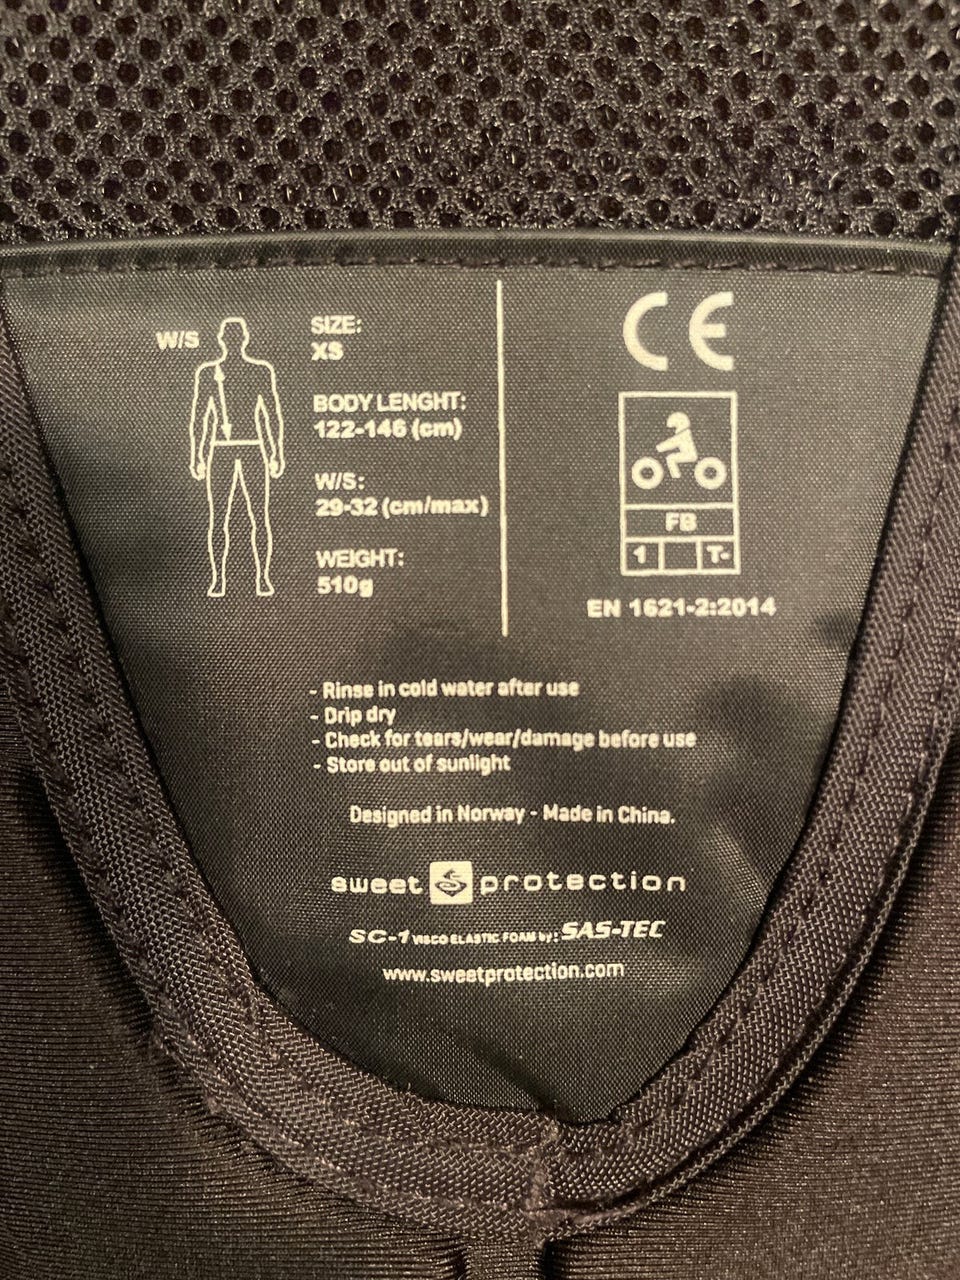 W/S
SIZE:
XS
BODY LENGHT:
122-146 (cm)
W/S:
29-32 (cm/max)
WEIGHT:
510g
CE
FB
1 T-
EN 1621-2:2014
- Rinse in cold water after use
- Drip dry
- Check for tears/wear/damage before use
- Store out of sunlight
Designed in Norway - Made in China.
sweet protection
SC-1 VISCO ELASTIC FOAM by: SAS-TEC
www.sweetprotection.com